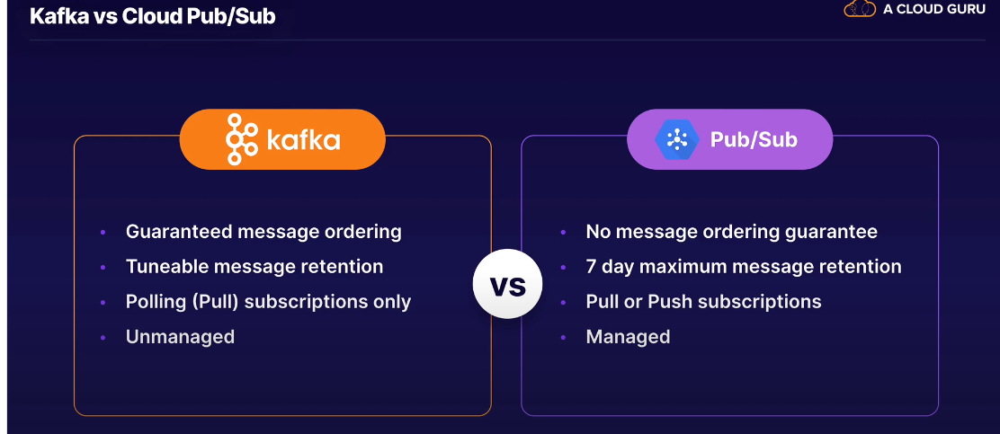 Kafka vs Cloud Pub/Sub
A CLOUD GURU
kafka
Guaranteed message ordering
Tuneable message retention
Polling (Pull) subscriptions only
Unmanaged
vs
Pub/Sub
No message ordering guarantee
7 day maximum message retention
Pull or Push subscriptions
Managed